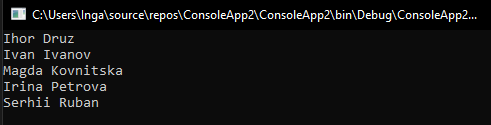 C:\Users\Inga\source\repos\ConsoleApp2\ConsoleApp2\bin\Debug\ConsoleApp2...
Ihor Druz
Ivan Ivanov
Magda Kovnitska
Irina Petrova
Serhii Ruban